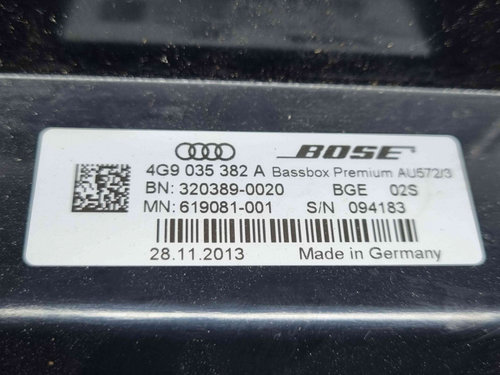 BOSE
4G9 035 382 A Bassbox Premium AU572/3
BN: 320389-0020 BGE 02S
MN: 619081-001 S/N 094183
28.11.2013 Made in Germany